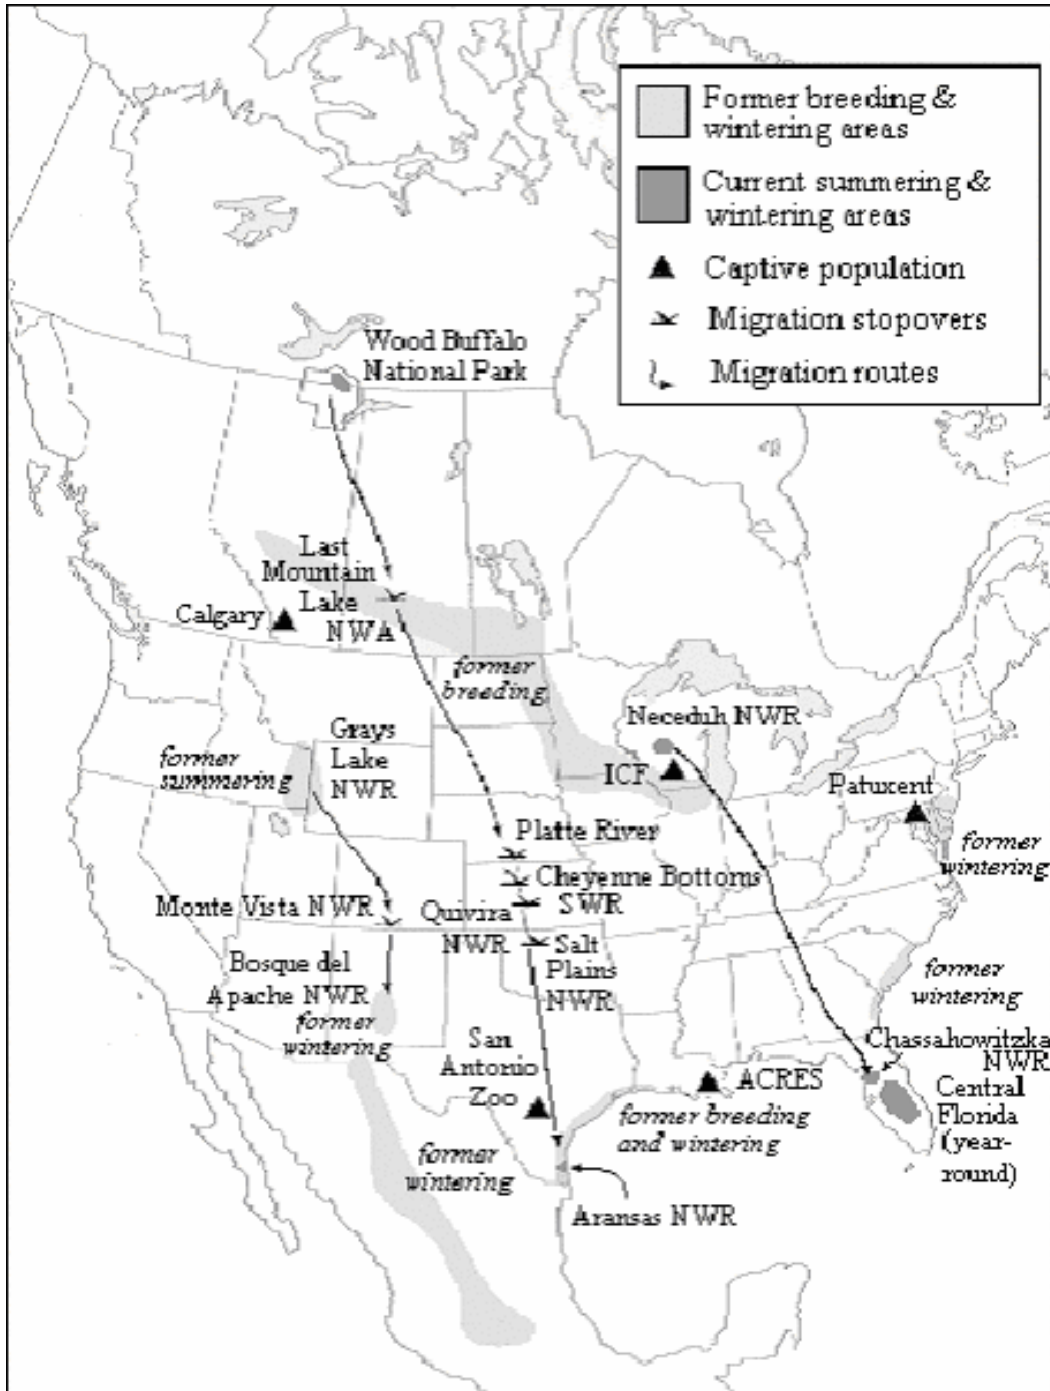 Former breeding &
wintering areas
Current summering &
wintering areas
Captive population
Migration stopovers
Migration routes
Wood Buffalo
National Park
Last
Mountain
Lake
NWA
Calgary
former
breeding
Neceduh NWR
ICF
Grays
Lake
NWR
former
summering
Patuxent
former
wintering
Platte River
Cheyenne Bottoms
SWR
Quivira
NWR
Monte Vista NWR
Salt
Plains
NWR
Bosque del
Apache NWR
former
wintering
former
wintering
San
Antonio
Zoo
ACRES
former breeding
and wintering
Chassahowitzka
NWR
Central
Florida
(year-
round)
former
wintering
Aransas NWR